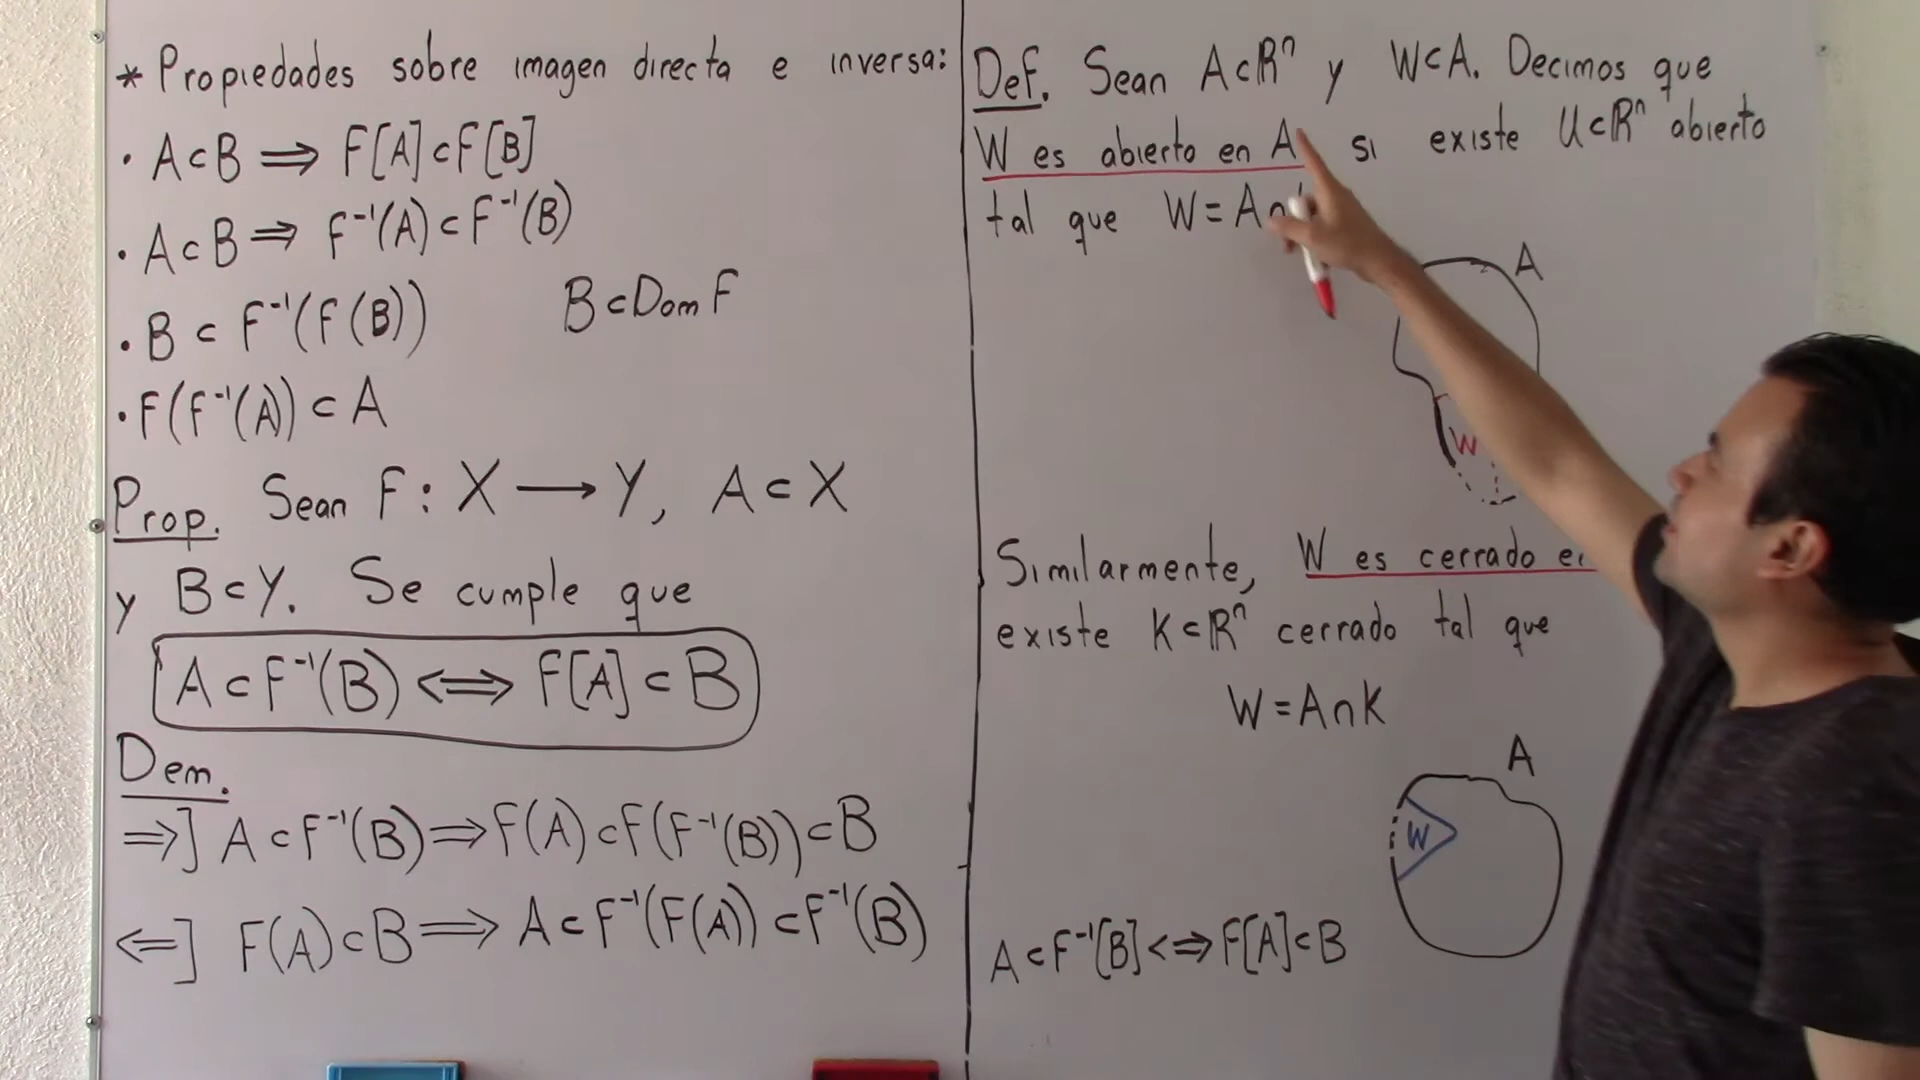 * Propiedades sobre imagen directa e inversa:
• A⊂B ⟹ F[A]⊂F[B]
• A⊂B ⟹ F⁻¹(A)⊂F⁻¹(B)
• B ⊂ F⁻¹(F(B)) B⊂Dom F
• F(F⁻¹(A))⊂A
Prop. Sean F: X ⟶ Y, A⊂X
y B⊂Y. Se cumple que
A⊂F⁻¹(B) ⟺ F[A]⊂B
Dem.
⟹] A⊂F⁻¹(B)⟹F(A)⊂F(F⁻¹(B))⊂B
⟸] F(A)⊂B⟹A⊂F⁻¹(F(A))⊂F⁻¹(B)
Def. Sean A⊂ℝⁿ y W⊂A. Decimos que
W es abierto en A si existe U⊂ℝⁿ abierto
tal que W=A∩
A
W
Similarmente, W es cerrado
existe K⊂ℝⁿ cerrado tal que
W=A∩K
A
W
A⊂F⁻¹[B]⟺F[A]⊂B